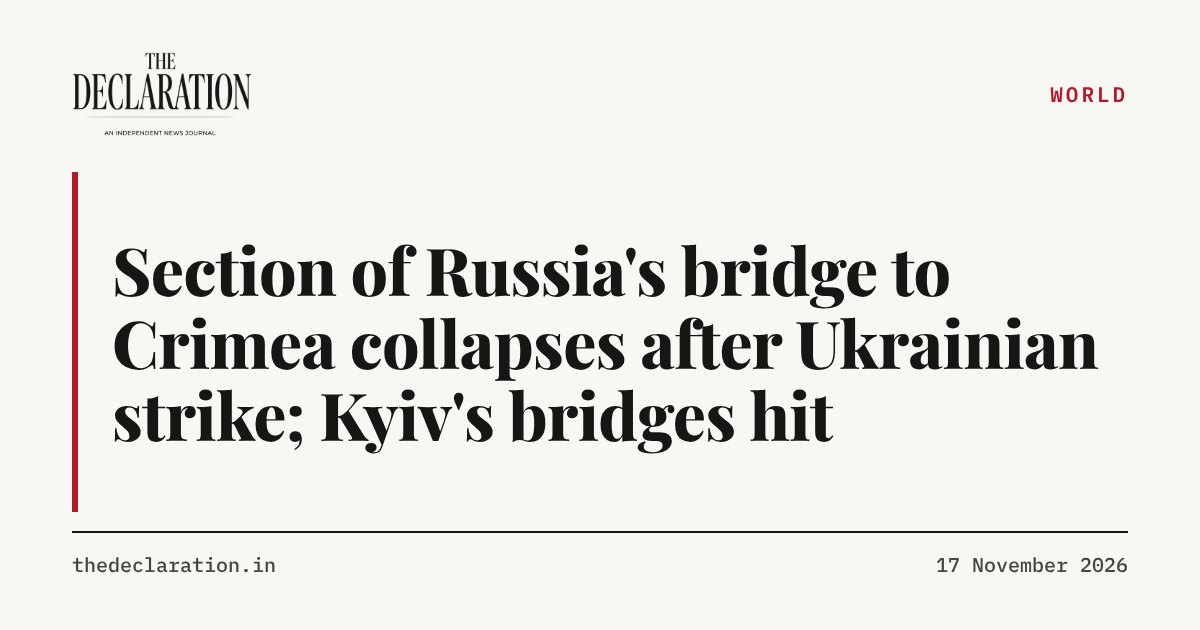 THE
DECLARATION
AN INDEPENDENT NEWS JOURNAL
WORLD
Section of Russia's bridge to
Crimea collapses after Ukrainian
strike; Kyiv's bridges hit
thedeclaration.in
17 November 2026